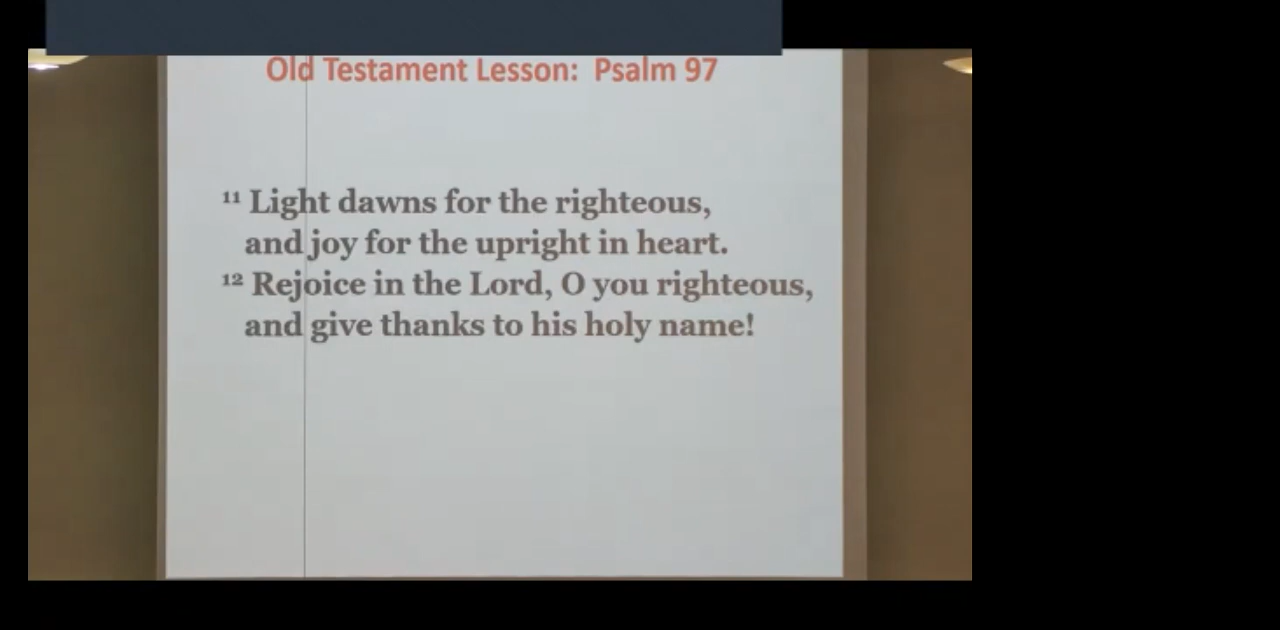 Old Testament Lesson: Psalm 97
¹¹ Light dawns for the righteous,
and joy for the upright in heart.
¹² Rejoice in the Lord, O you righteous,
and give thanks to his holy name!